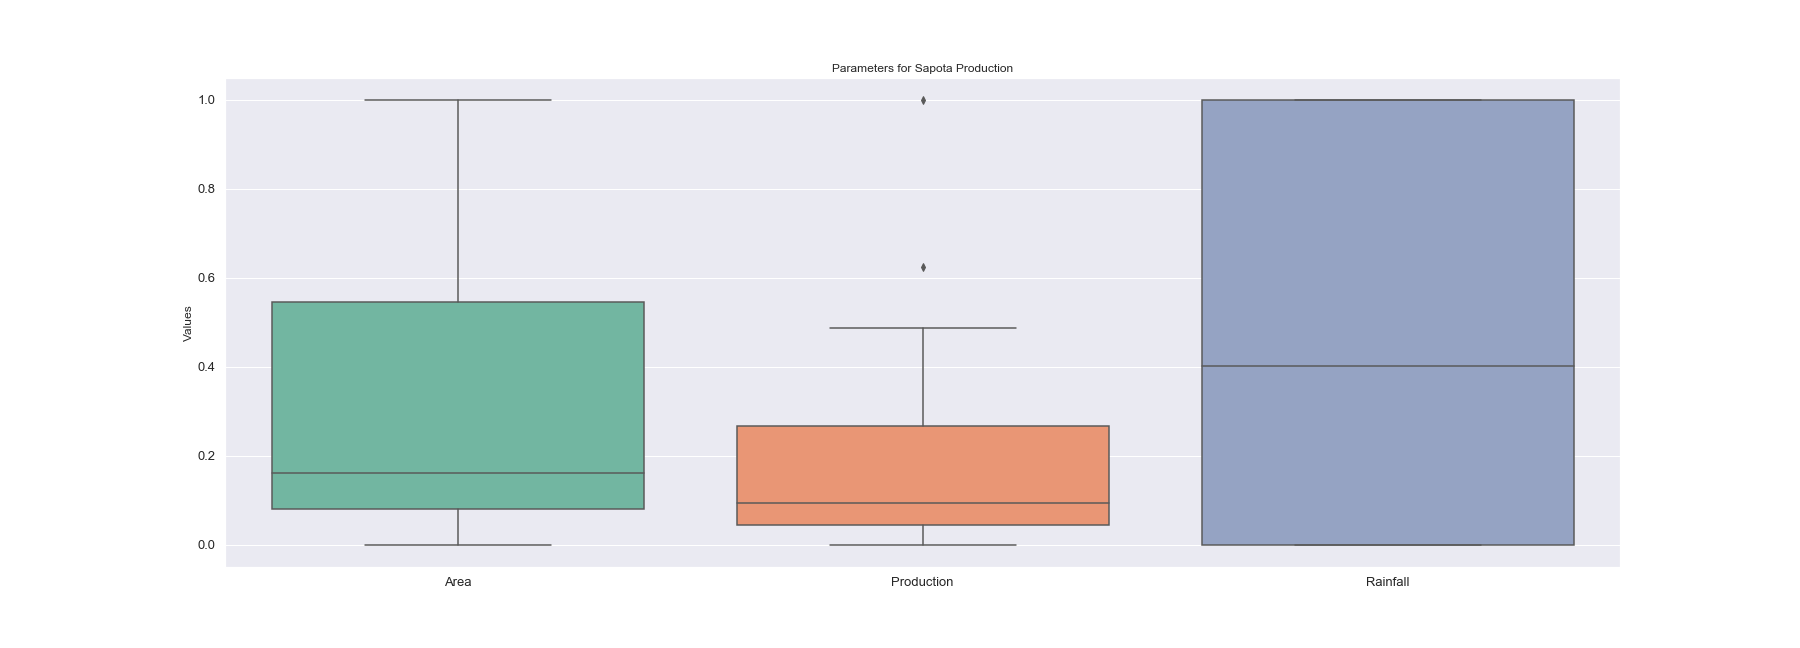 Parameters for Sapota Production
1.0
0.8
0.6
0.4
0.2
0.0
Values
Area
Production
Rainfall